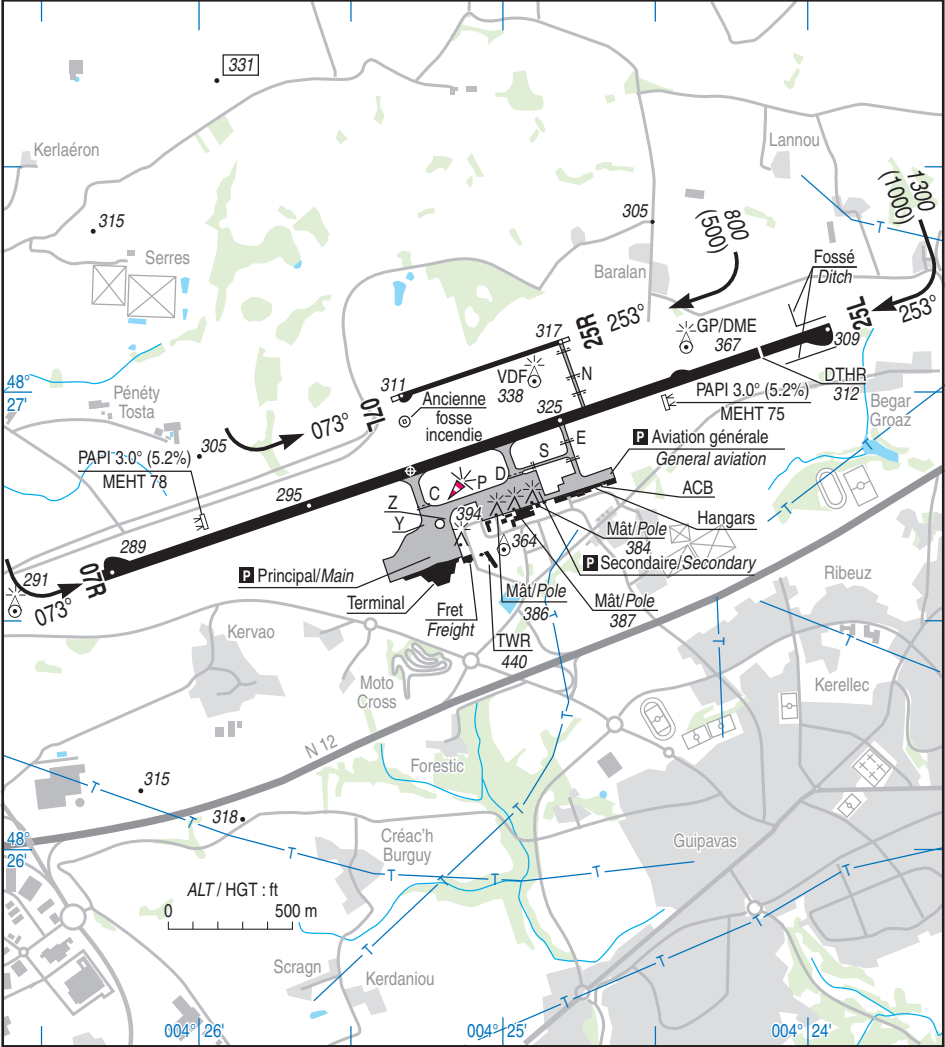 331
Kerlaéron
Lannou
1300
(1000)
315
305
800
(500)
Serres
Baralan
Fossé
Ditch
25R
253°
25L
253°
317
GP/DME
367
309
VDF
338
N
DTHR
312
311
48°
27'
Pénéty
Tosta
07L
073°
Ancienne
fosse
incendie
325
PAPI 3.0° (5.2%)
MEHT 75
Begar
Groaz
305
PAPI 3.0° (5.2%)
MEHT 78
E
S
D
P
C
Z
Y
P Aviation générale
General aviation
ACB
Hangars
295
394
364
Mât/Pole
384
P Secondaire/Secondary
289
291
07R
073°
P Principal/Main
Terminal
Fret
Freight
Mât/Pole
386
Mât/Pole
387
TWR
440
Ribeuz
Kervao
Moto
Cross
Kerellec
T
T
T
N 12
Forestic
315
T
T
318
T
48°
26'
Créac'h
Burguy
Guipavas
T
T
T
T
T
T
T
T
T
T
T
ALT / HGT : ft
0
500 m
Scragn
Kerdaniou
004° 26'
004° 25'
004° 24'